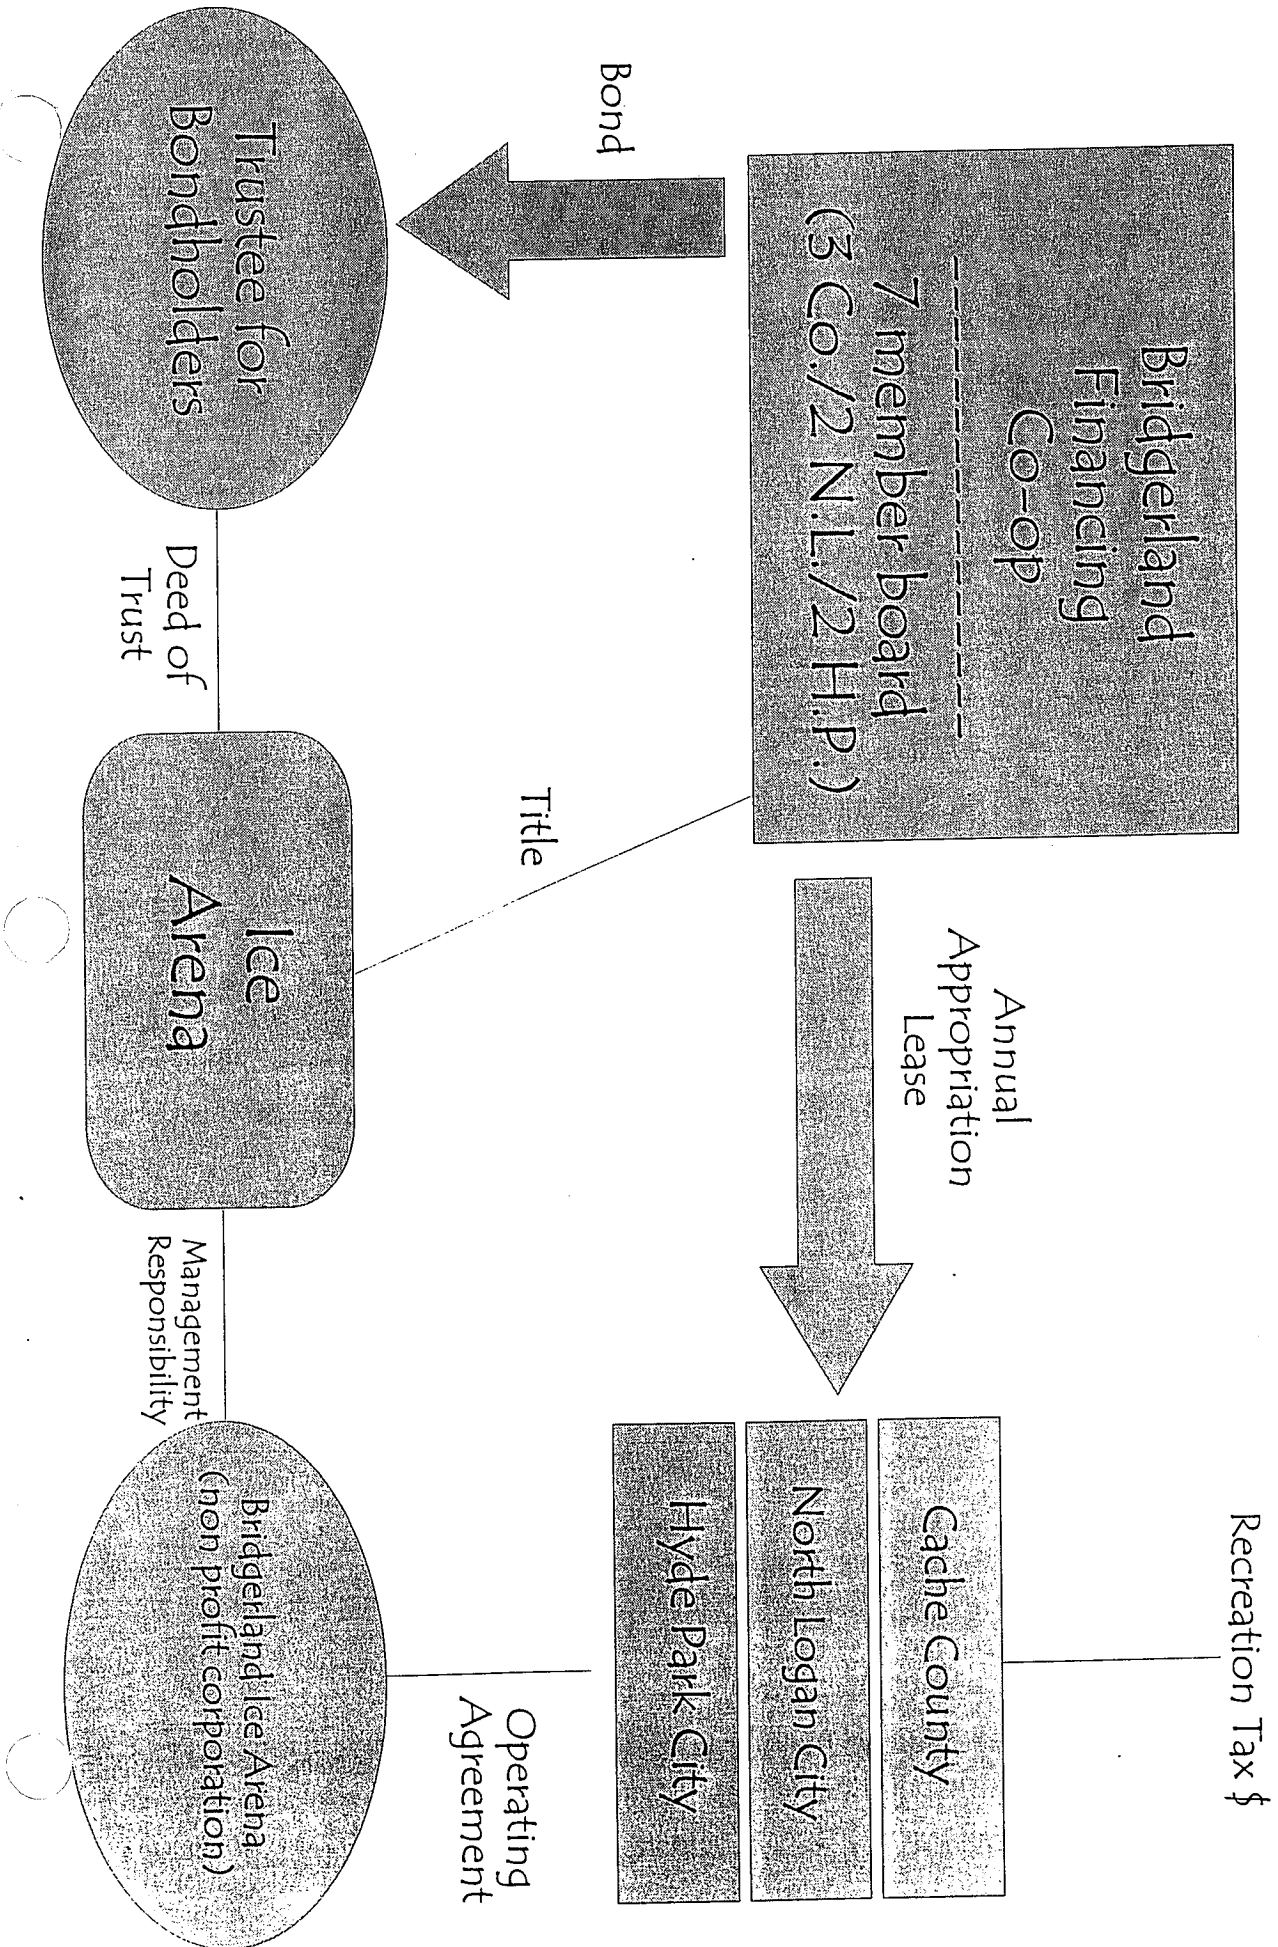 Recreation Tax $
Bridgerland
Financing
Co-op
7 member board
(3 Co./2 N.L./2 H.P.)
Annual
Appropriation
Lease
Cache County
North Logan City
Hyde Park City
Bond
Title
Operating
Agreement
Trustee for
Bondholders
Deed of
Trust
Ice
Arena
Management
Responsibility
Bridgerland Ice Arena
(non profit corporation)